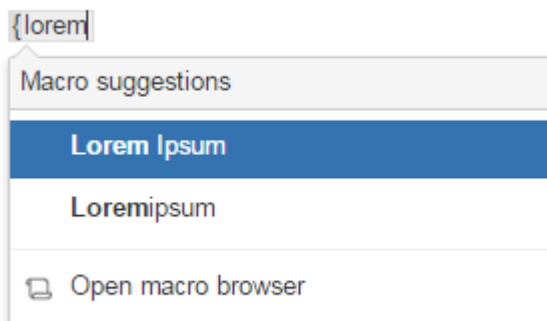 {lorem
Macro suggestions
Lorem Ipsum
Loremipsum
Open macro browser